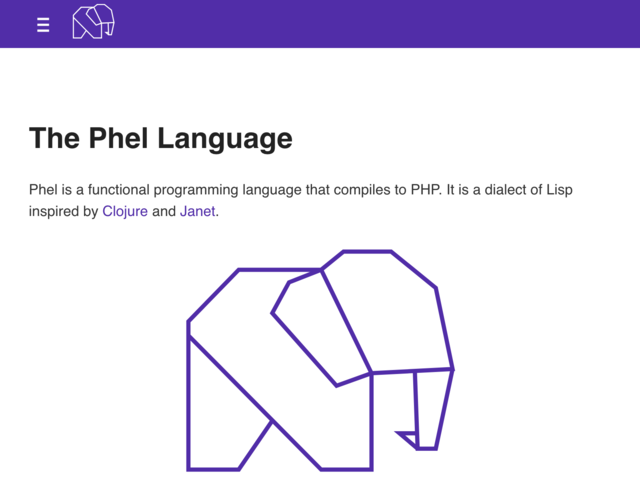 The Phel Language
Phel is a functional programming language that compiles to PHP. It is a dialect of Lisp
inspired by Clojure and Janet.